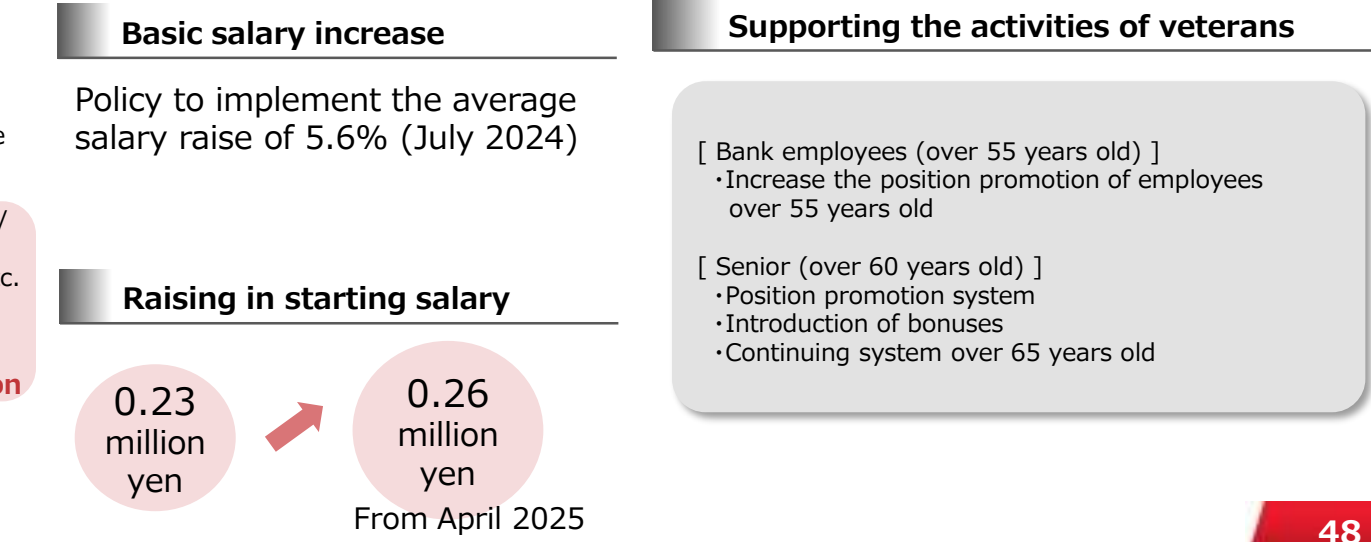 Basic salary increase
Policy to implement the average
salary raise of 5.6% (July 2024)
Raising in starting salary
0.23
million
yen
0.26
million
yen
From April 2025
Supporting the activities of veterans
[ Bank employees (over 55 years old) ]
・Increase the position promotion of employees
over 55 years old
[ Senior (over 60 years old) ]
・Position promotion system
・Introduction of bonuses
・Continuing system over 65 years old
48